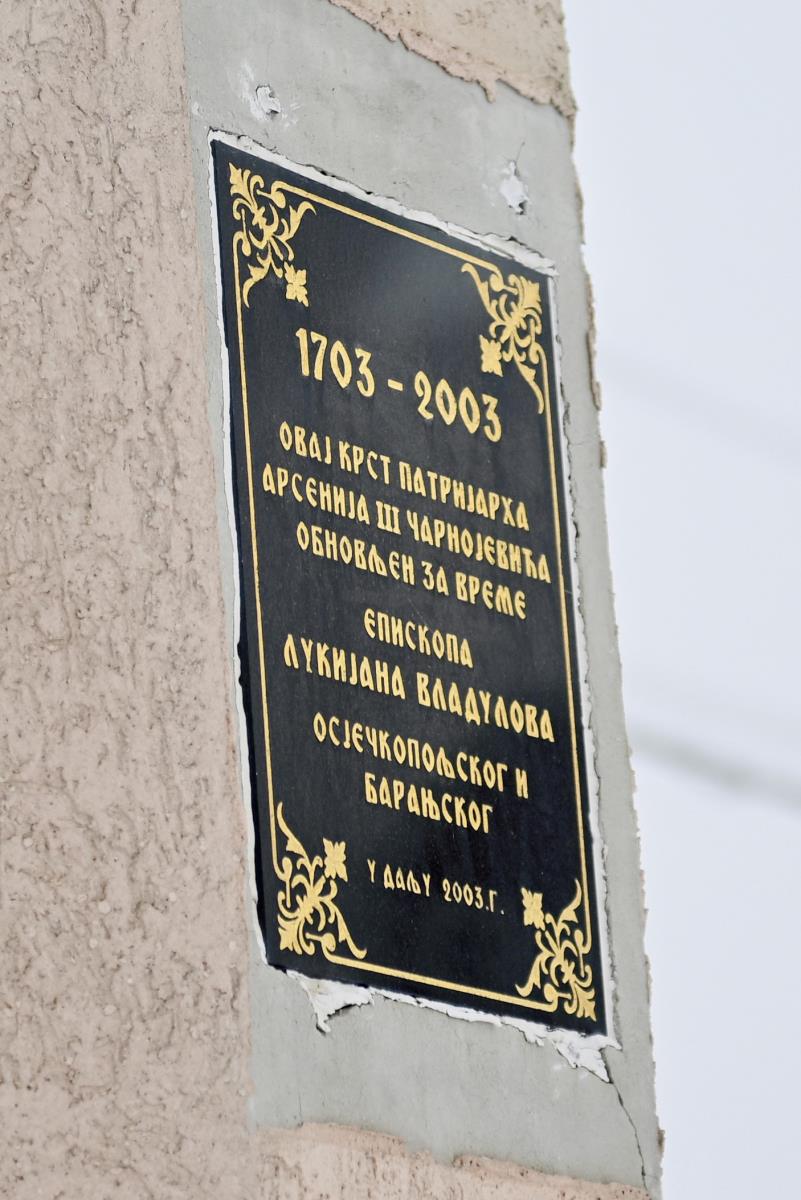 1703 - 2003
ОВАЈ КРСТ ПАТРИЈАРХА
АРСЕНИЈА III ЧАРНОЈЕВИЋА
ОБНОВЉЕН ЗА ВРЕМЕ
ЕПИСКОПА
ЛУКИЈАНА ВЛАДУЛОВА
ОСЈЕЧКОПОЉСКОГ И
БАРАЊСКОГ
У ДАЉУ 2003.Г.